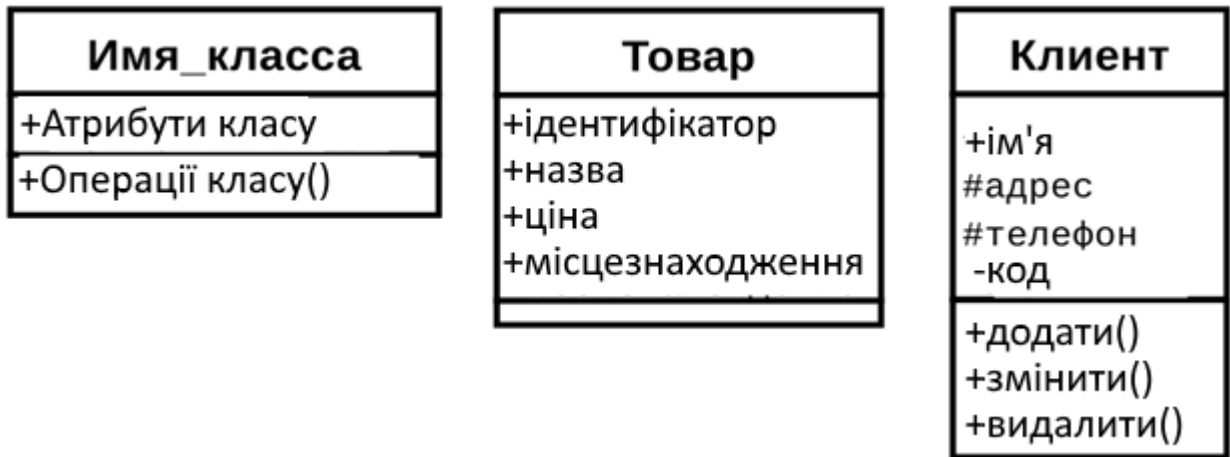 Имя_класса
+Атрибути класу
+Операції класу()
Товар
+ідентифікатор
+назва
+ціна
+місцезнаходження
Клиент
+ім'я
#адрес
#телефон
-код
+додати()
+змінити()
+видалити()